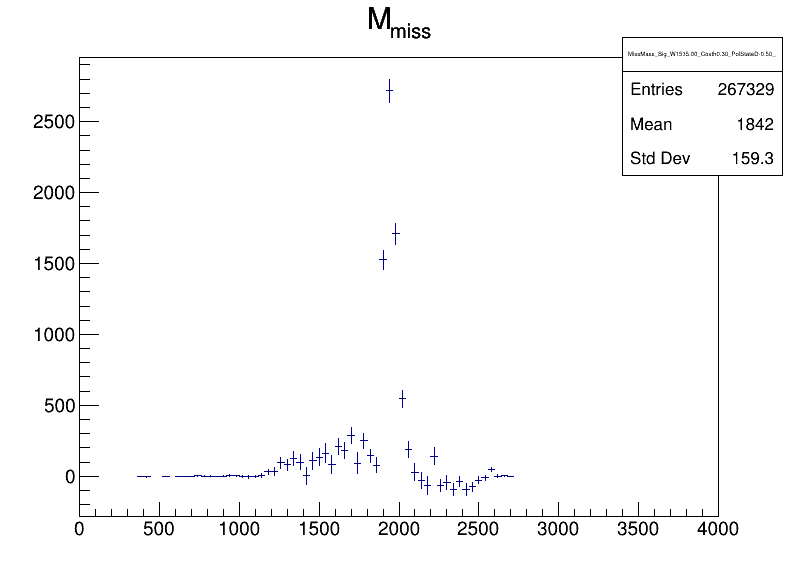 M_miss
MissMass_Sig_W1535.00_Costh0.30_PolStateD-0.50_
Entries 267329
Mean 1842
Std Dev 159.3
2500
2000
1500
1000
500
0
0 500 1000 1500 2000 2500 3000 3500 4000